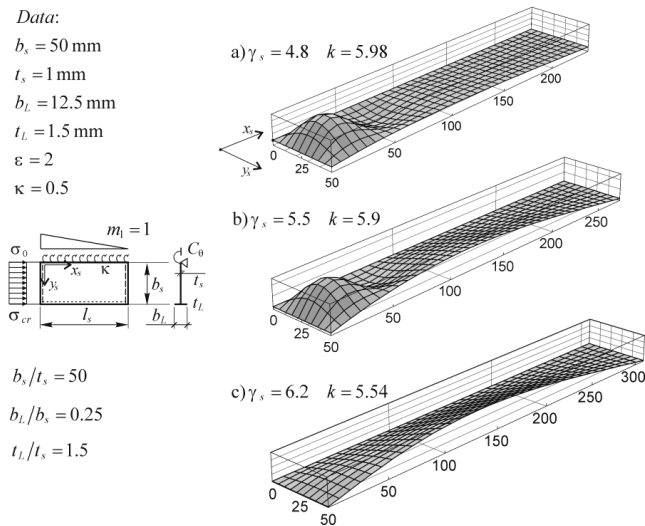 Data:
b_s = 50 mm
t_s = 1 mm
b_L = 12.5 mm
t_L = 1.5 mm
ε = 2
κ = 0.5
m_1 = 1
σ_0
κ
x_s
y_s
b_s
σ_cr
l_s
b_L
C_θ
t_s
t_L
b_s/t_s = 50
b_L/b_s = 0.25
t_L/t_s = 1.5
a) γ_s = 4.8 k = 5.98
x_s
y_s
0
25
50
50
100
150
200
b) γ_s = 5.5 k = 5.9
0
25
50
50
100
150
200
250
c) γ_s = 6.2 k = 5.54
0
25
50
50
100
150
200
250
300